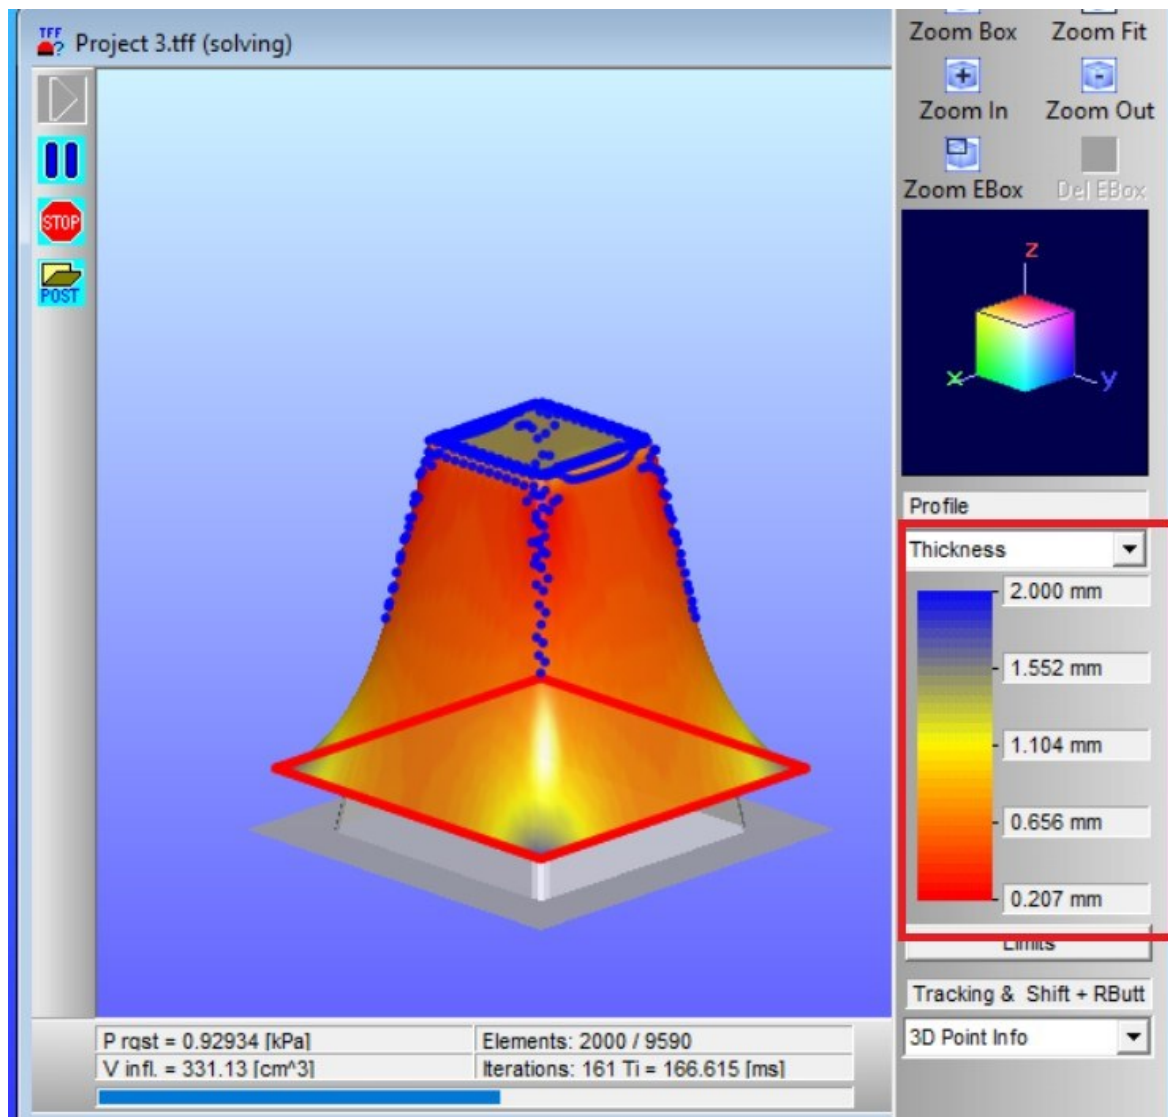 TFF
Project 3.tff (solving)
STOP
POST
Zoom Box Zoom Fit
Zoom In Zoom Out
Zoom EBox Del EBox
z
x y
Profile
Thickness
2.000 mm
1.552 mm
1.104 mm
0.656 mm
0.207 mm
Limits
Tracking & Shift + RButt
3D Point Info
P rqst = 0.92934 [kPa] Elements: 2000 / 9590
V infl. = 331.13 [cm^3] Iterations: 161 Ti = 166.615 [ms]